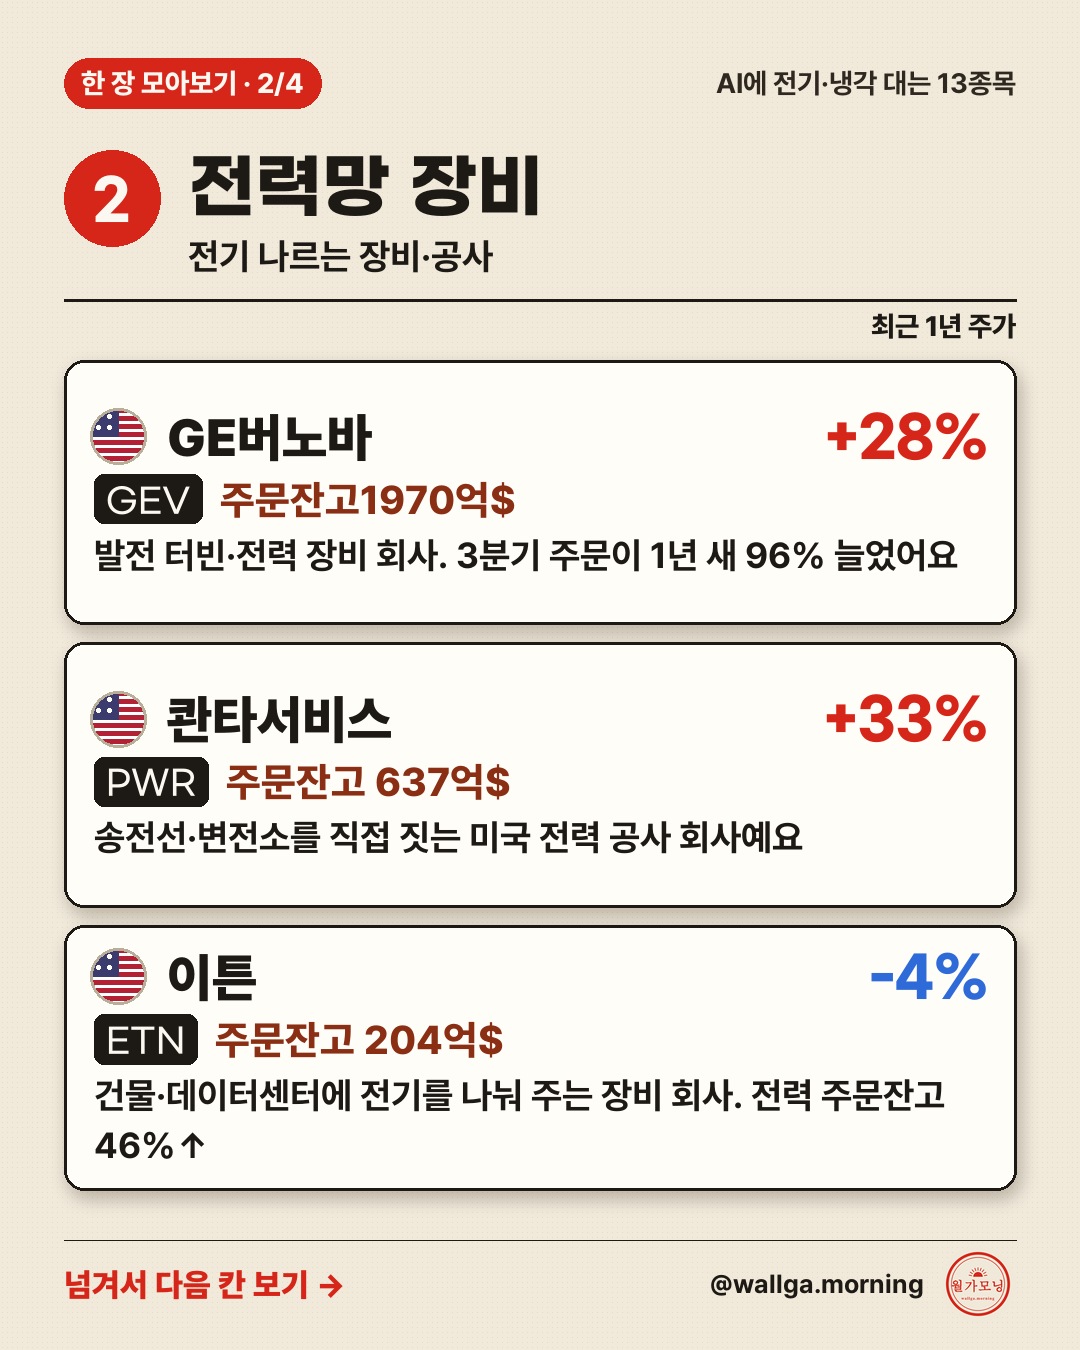 한 장 모아보기 · 2/4
AI에 전기·냉각 대는 13종목
2
전력망 장비
전기 나르는 장비·공사
최근 1년 주가
GE버노바
+28%
GEV 주문잔고1970억$
발전 터빈·전력 장비 회사. 3분기 주문이 1년 새 96% 늘었어요
콴타서비스
+33%
PWR 주문잔고 637억$
송전선·변전소를 직접 짓는 미국 전력 공사 회사예요
이튼
-4%
ETN 주문잔고 204억$
건물·데이터센터에 전기를 나눠 주는 장비 회사. 전력 주문잔고
46%↑
넘겨서 다음 칸 보기 →
@wallga.morning
월가모닝
wallga.morning